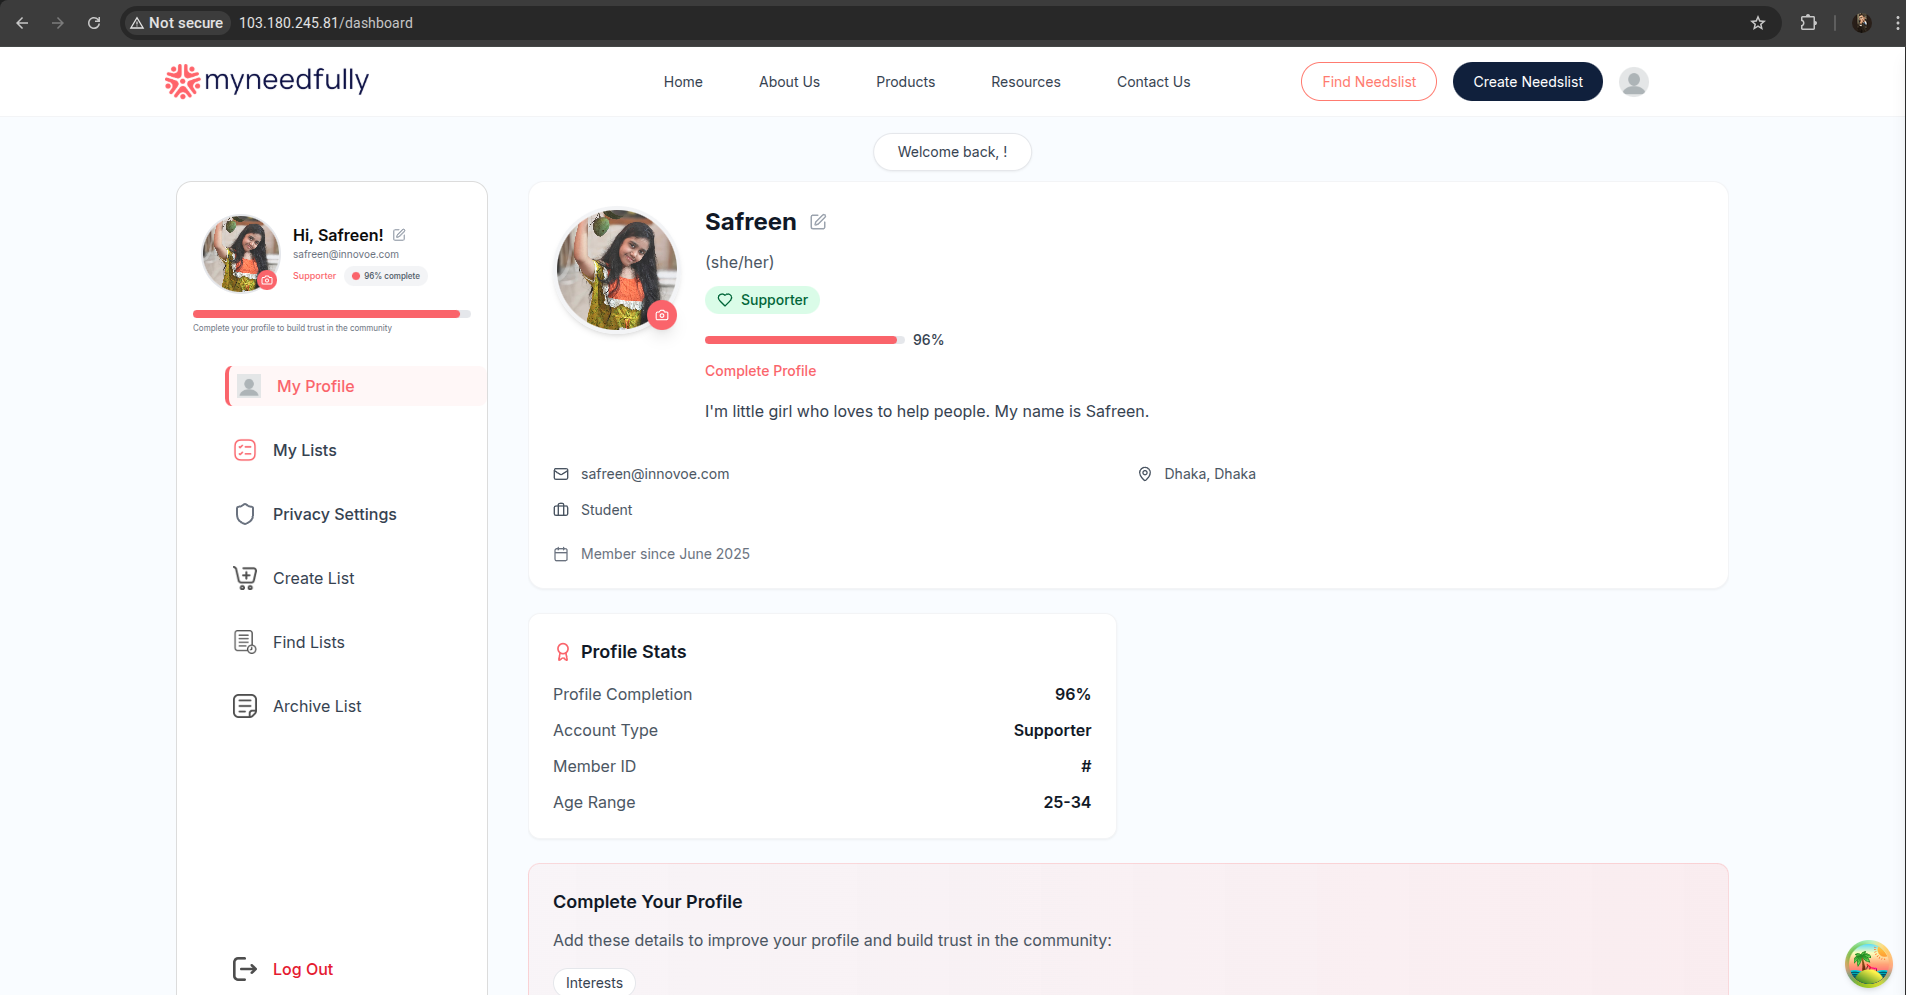 Not secure 103.180.245.81/dashboard
myneedfully
Home About Us Products Resources Contact Us Find Needslist Create Needslist
Welcome back, !
Hi, Safreen!
safreen@innovoe.com
Supporter 96% complete
Complete your profile to build trust in the community
My Profile
My Lists
Privacy Settings
Create List
Find Lists
Archive List
Log Out
Safreen
(she/her)
Supporter
96%
Complete Profile
I'm little girl who loves to help people. My name is Safreen.
safreen@innovoe.com Dhaka, Dhaka
Student
Member since June 2025
Profile Stats
Profile Completion 96%
Account Type Supporter
Member ID #
Age Range 25-34
Complete Your Profile
Add these details to improve your profile and build trust in the community:
Interests